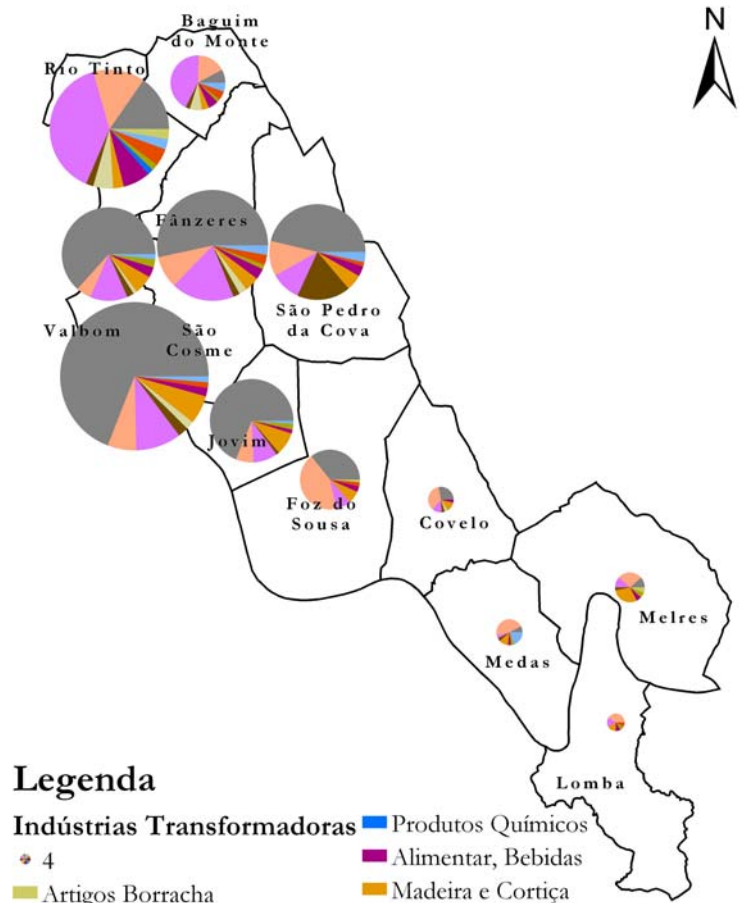 N
Baguim
do Monte
Rio Tinto
Fânzeres
São Pedro
da Cova
Valbom
São
Cosme
Jovim
Foz do
Sousa
Covelo
Melres
Medas
Lomba
Legenda
Indústrias Transformadoras
4
Artigos Borracha
Produtos Químicos
Alimentar, Bebidas
Madeira e Cortiça